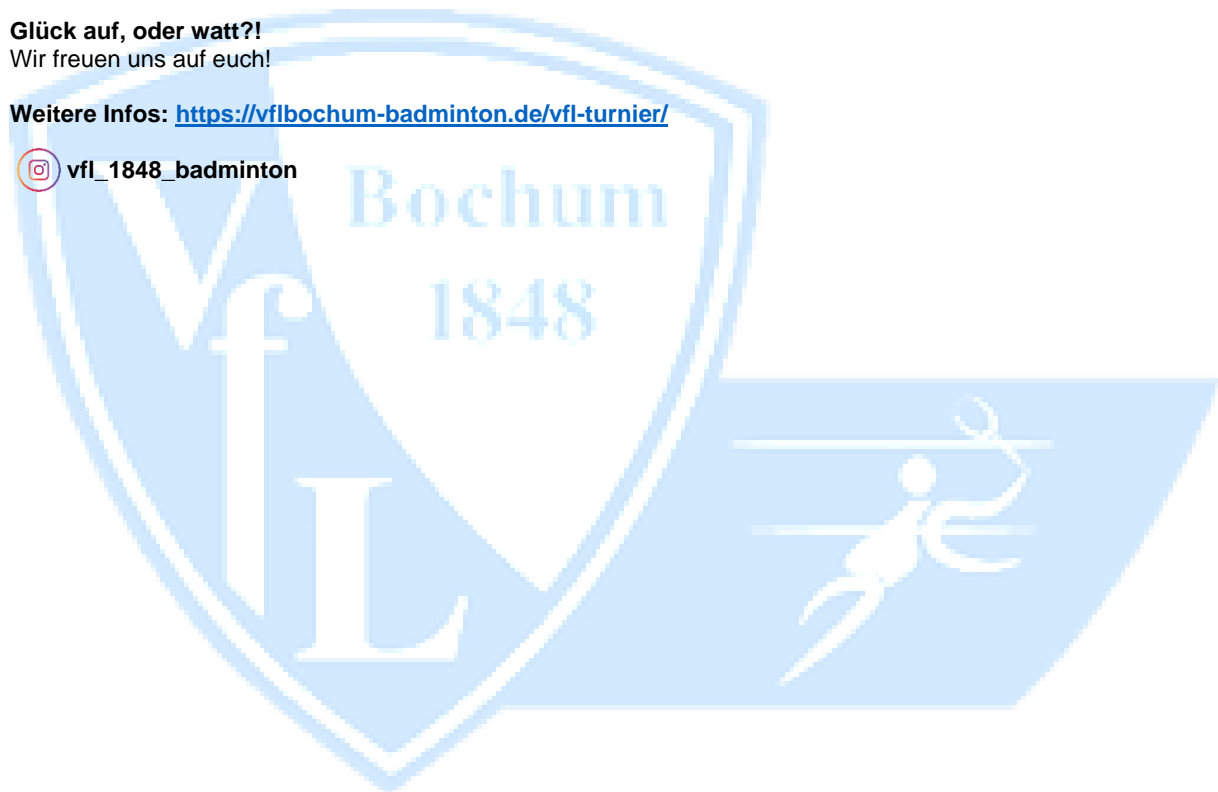 Glück auf, oder watt?!
Wir freuen uns auf euch!
Weitere Infos: https://vflbochum-badminton.de/vfl-turnier/
vfl_1848_badminton
Bochum
1848
VfL